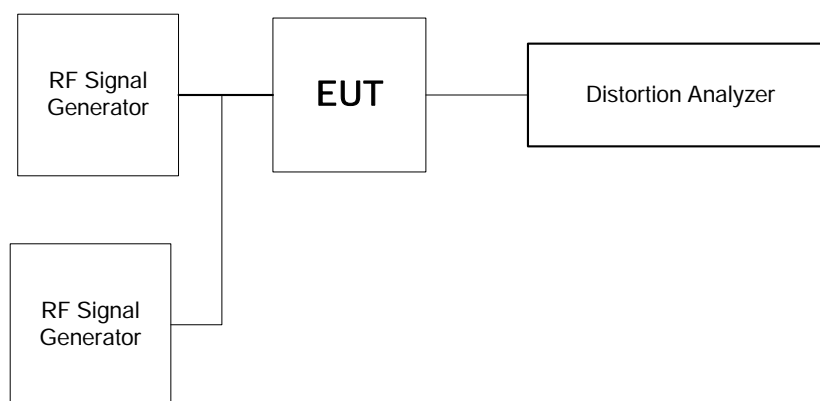 RF Signal
Generator
EUT
Distortion Analyzer
RF Signal
Generator